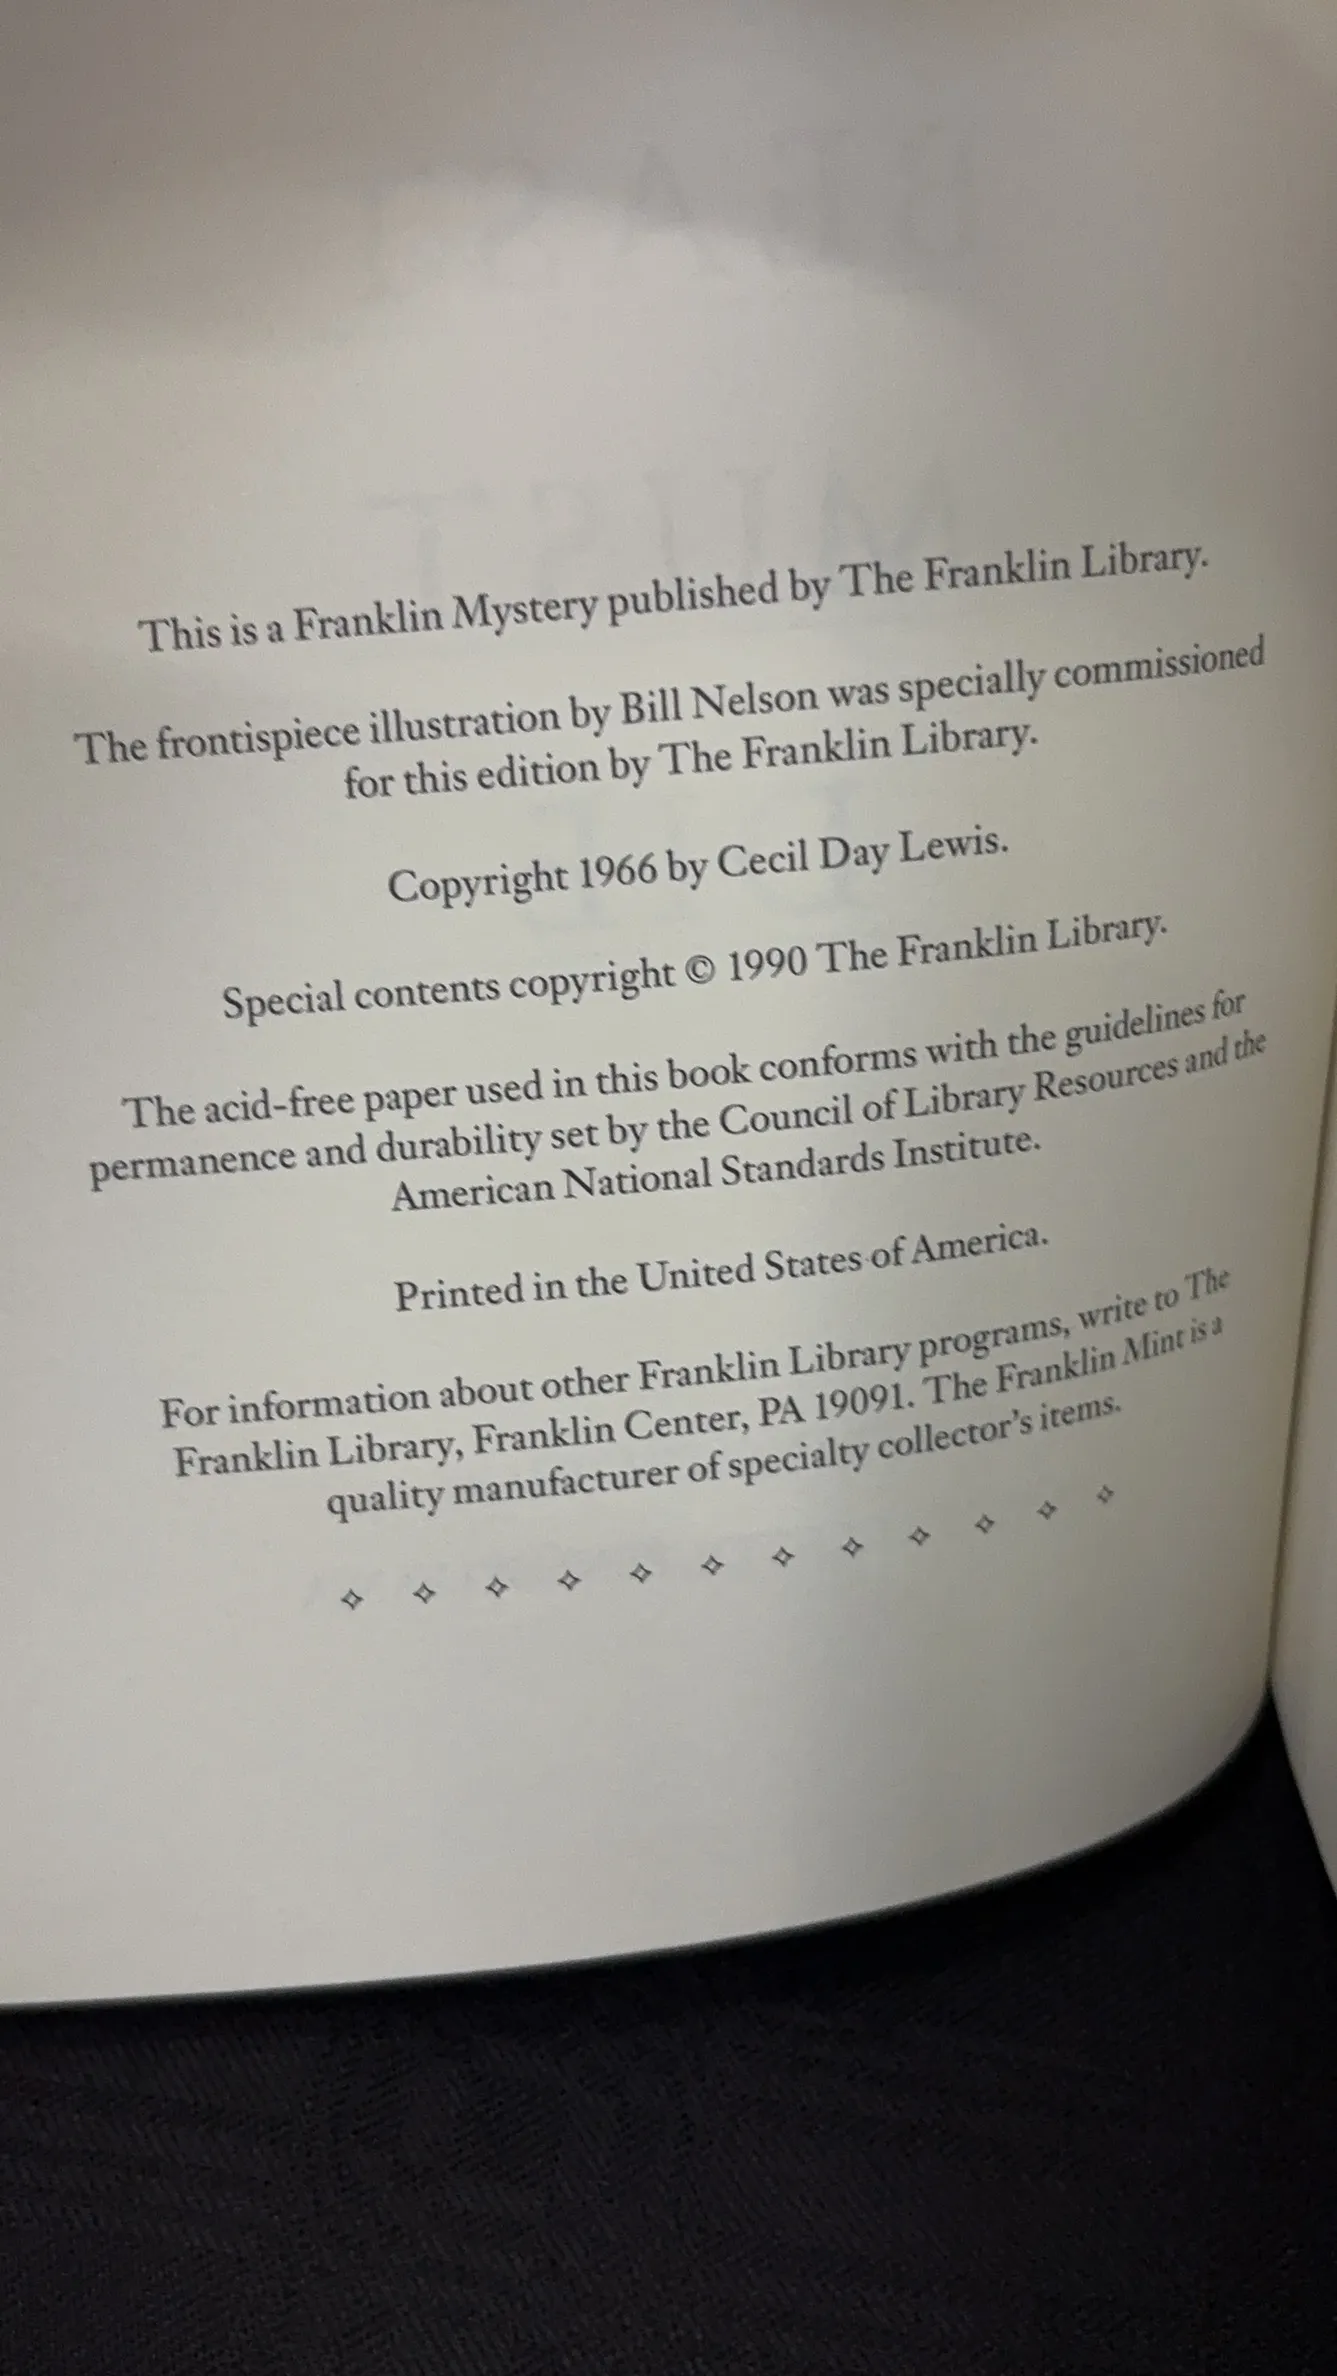 This is a Franklin Mystery published by The Franklin Library.
The frontispiece illustration by Bill Nelson was specially commissioned
for this edition by The Franklin Library.
Copyright 1966 by Cecil Day Lewis.
Special contents copyright © 1990 The Franklin Library.
The acid-free paper used in this book conforms with the guidelines for
permanence and durability set by the Council of Library Resources and the
American National Standards Institute.
Printed in the United States of America.
For information about other Franklin Library programs, write to The
Franklin Library, Franklin Center, PA 19091. The Franklin Mint is a
quality manufacturer of specialty collector's items.